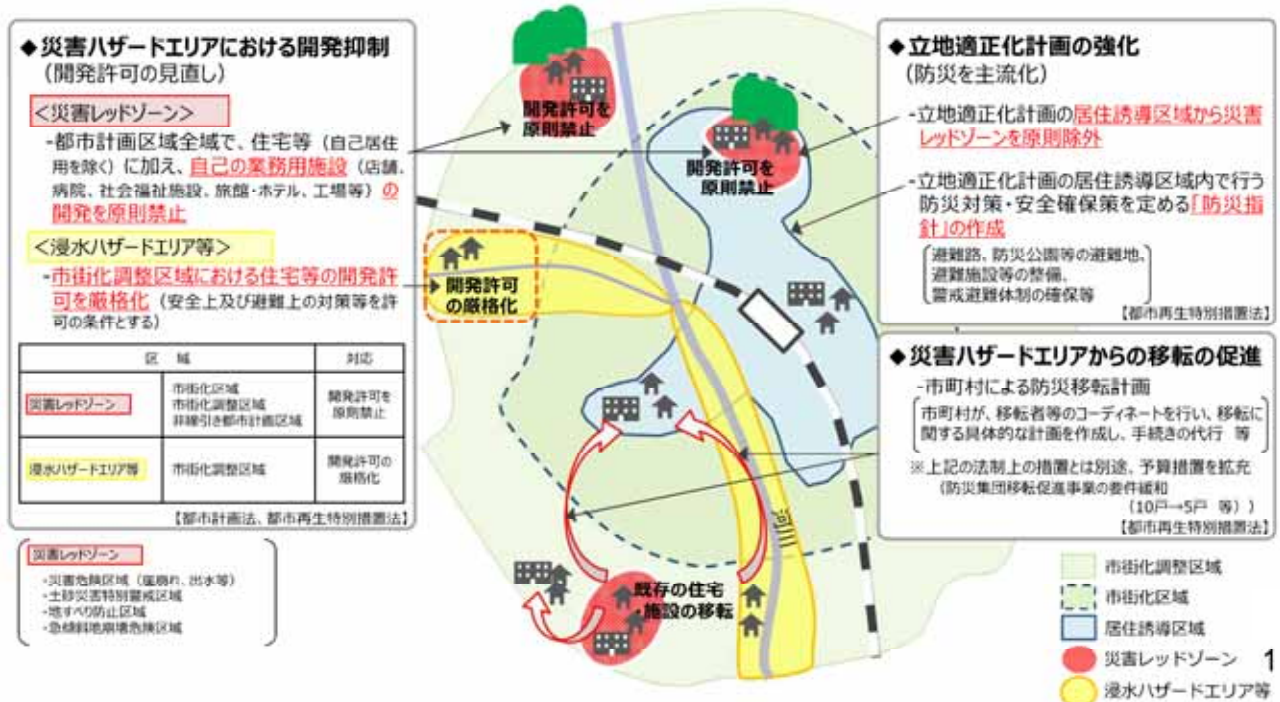 ◆災害ハザードエリアにおける開発抑制
（開発許可の見直し）
＜災害レッドゾーン＞
-都市計画区域全域で、住宅等（自己居住
用を除く）に加え、自己の業務用施設（店舗、
病院、社会福祉施設、旅館・ホテル、工場等）の
開発を原則禁止
＜浸水ハザードエリア等＞
-市街化調整区域における住宅等の開発許
可を厳格化（安全上及び避難上の対策等を許
可の条件とする）
区 域
対応
災害レッドゾーン
市街化区域
市街化調整区域
非線引き都市計画区域
開発許可を
原則禁止
浸水ハザードエリア等
市街化調整区域
開発許可の
厳格化
【都市計画法、都市再生特別措置法】
災害レッドゾーン
-災害危険区域（崖崩れ、出水等）
-土砂災害特別警戒区域
-地すべり防止区域
-急傾斜地崩壊危険区域
開発許可を
原則禁止
開発許可を
原則禁止
開発許可
の厳格化
河川
既存の住宅
・施設の移転
◆立地適正化計画の強化
（防災を主流化）
-立地適正化計画の居住誘導区域から災害
レッドゾーンを原則除外
-立地適正化計画の居住誘導区域内で行う
防災対策・安全確保策を定める「防災指
針」の作成
避難路、防災公園等の避難地、
避難施設等の整備、
警戒避難体制の確保等
【都市再生特別措置法】
◆災害ハザードエリアからの移転の促進
-市町村による防災移転計画
市町村が、移転者等のコーディネートを行い、移転に
関する具体的な計画を作成し、手続きの代行 等
※上記の法制上の措置とは別途、予算措置を拡充
（防災集団移転促進事業の要件緩和
（10戸→5戸 等））
【都市再生特別措置法】
市街化調整区域
市街化区域
居住誘導区域
災害レッドゾーン
浸水ハザードエリア等
1